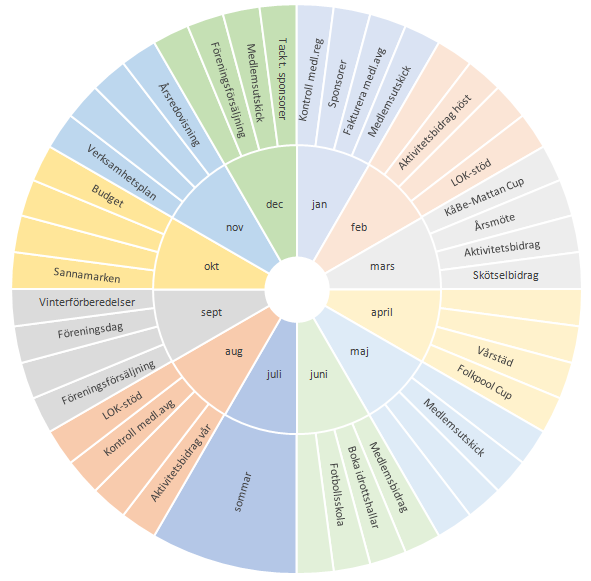 jan
Kontroll medl.reg
Sponsorer
Fakturera medl.avg
Medlemsutskick
feb
Aktivitetsbidrag höst
LOK-stöd
mars
KåBe-Mattan Cup
Årsmöte
Aktivitetsbidrag
Skötselbidrag
april
Vårstäd
Folkpool Cup
maj
Medlemsutskick
juni
Medlemsbidrag
Boka idrottshallar
Fotbollsskola
juli
sommar
aug
Aktivitetsbidrag vår
Kontroll medl.avg
LOK-stöd
sept
Föreningsförsäljning
Föreningsdag
Vinterförberedelser
okt
Sannamarken
Budget
nov
Verksamhetsplan
Årsredovisning
dec
Föreningsförsäljning
Medlemsutskick
Tack t. sponsorer